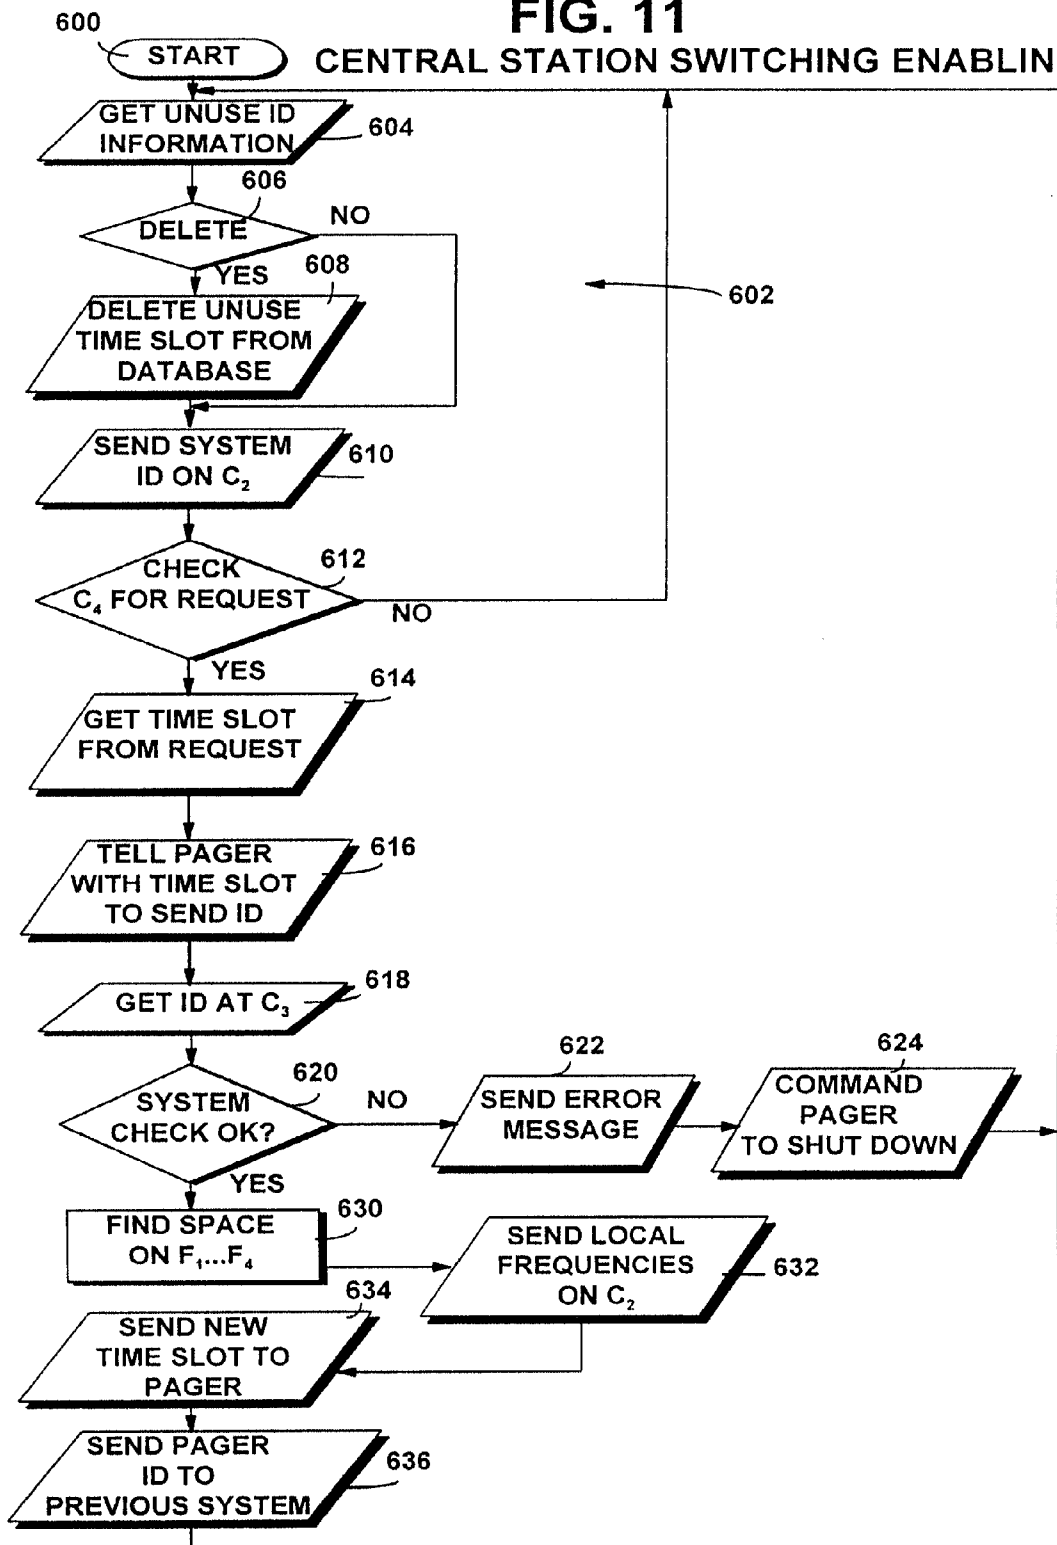 FIG. 11
600
START
CENTRAL STATION SWITCHING ENABLIN
GET UNUSE ID
INFORMATION
604
606
DELETE
NO
YES
608
602
DELETE UNUSE
TIME SLOT FROM
DATABASE
SEND SYSTEM
ID ON C₂
610
CHECK
C₄ FOR REQUEST
612
NO
YES
614
GET TIME SLOT
FROM REQUEST
TELL PAGER
WITH TIME SLOT
TO SEND ID
616
GET ID AT C₃
618
SYSTEM
CHECK OK?
620
NO
YES
622
SEND ERROR
MESSAGE
624
COMMAND
PAGER
TO SHUT DOWN
FIND SPACE
ON F₁...F₄
630
SEND LOCAL
FREQUENCIES
ON C₂
632
634
SEND NEW
TIME SLOT TO
PAGER
SEND PAGER
ID TO
PREVIOUS SYSTEM
636